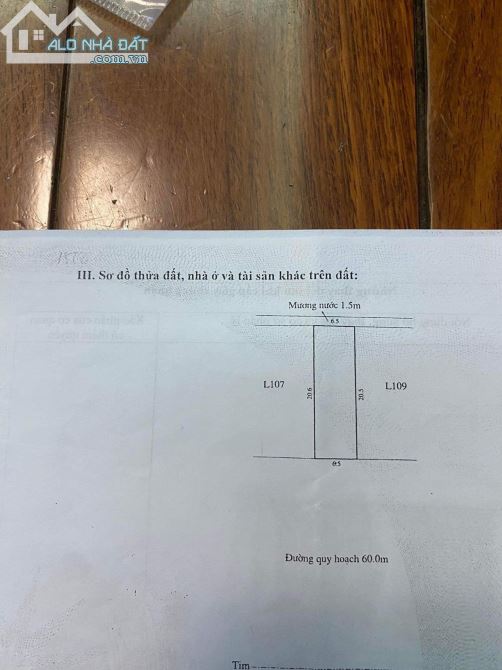 ALO NHÀ ĐẤT
.com.vn
III. Sơ đồ thửa đất, nhà ở và tài sản khác trên đất:
Mương nước 1.5m
6.5
L107
20.6
20.5
L109
6.5
Đường quy hoạch 60.0m
Tim